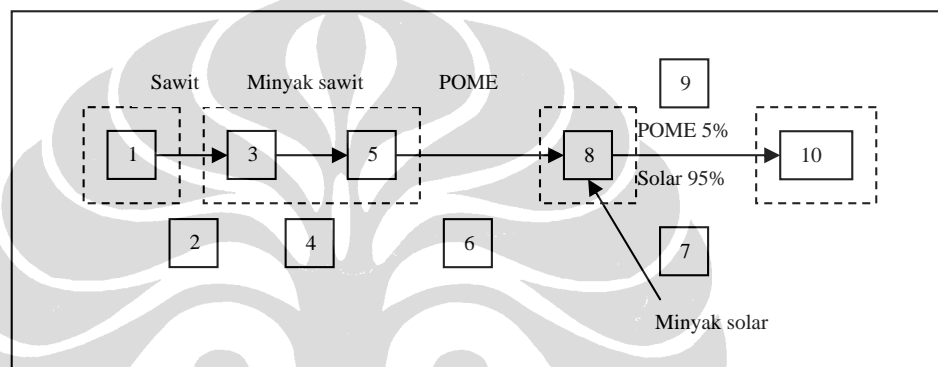 9
Sawit Minyak sawit POME
POME 5%
1 3 5 8 10
Solar 95%
2 4 6 7
Minyak solar